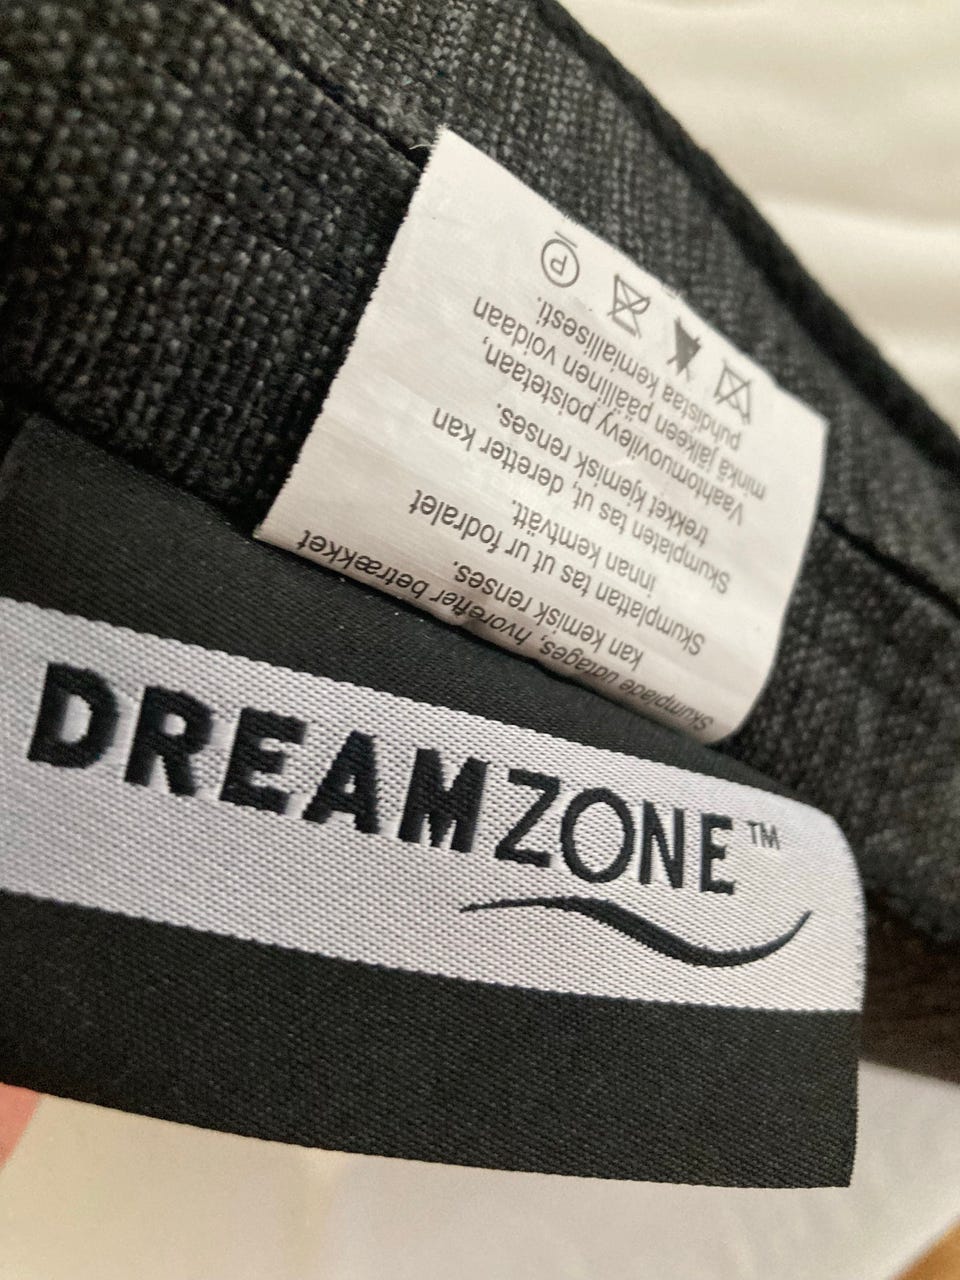 Skumplade udtages, hvorefter betrækket
kan kemisk renses.
Skumplattan tas ut ur fodralet
innan kemtvätt.
Skumplaten tas ut, deretter kan
trekket kjemisk renses.
Vaahtomuovilevy poistetaan,
minkä jälkeen päällinen voidaan
puhdistaa kemiallisesti.
P
DREAMZONE™